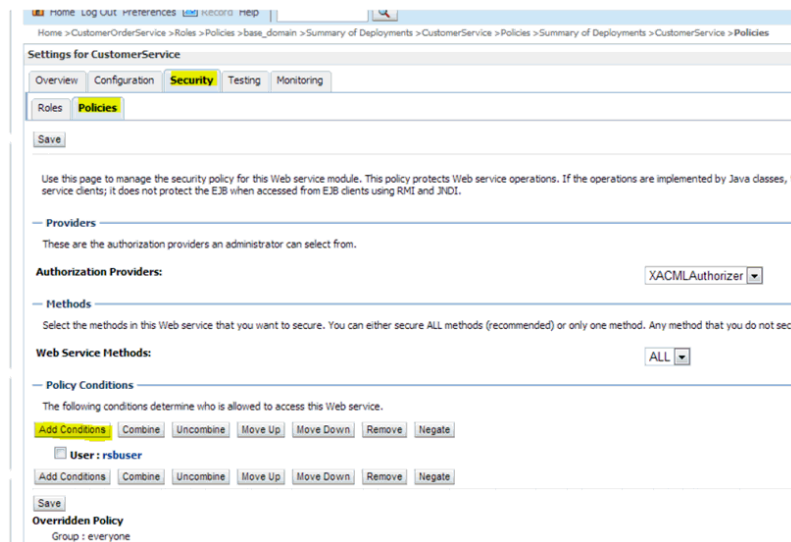 Home Log Out Preferences Record Help
Home >CustomerOrderService >Roles >Policies >base_domain >Summary of Deployments >CustomerService >Policies >Summary of Deployments >CustomerService >Policies
Settings for CustomerService
Overview Configuration Security Testing Monitoring
Roles Policies
Save
Use this page to manage the security policy for this Web service module. This policy protects Web service operations. If the operations are implemented by Java classes,
service clients; it does not protect the EJB when accessed from EJB clients using RMI and JNDI.
Providers
These are the authorization providers an administrator can select from.
Authorization Providers: XACMLAuthorizer
Methods
Select the methods in this Web service that you want to secure. You can either secure ALL methods (recommended) or only one method. Any method that you do not sec
Web Service Methods: ALL
Policy Conditions
The following conditions determine who is allowed to access this Web service.
Add Conditions Combine Uncombine Move Up Move Down Remove Negate
User : rsbuser
Add Conditions Combine Uncombine Move Up Move Down Remove Negate
Save
Overridden Policy
Group : everyone